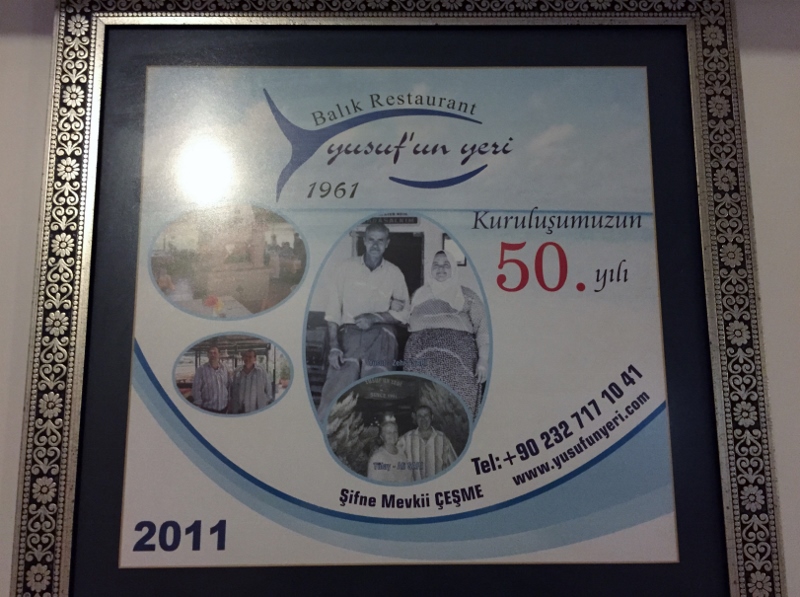 Balık Restaurant
yusuf'un yeri
1961
Kuruluşumuzun
50. yılı
Tel:+90 232 717 10 41
www.yusufunyeri.com
Şifne Mevkii ÇEŞME
2011